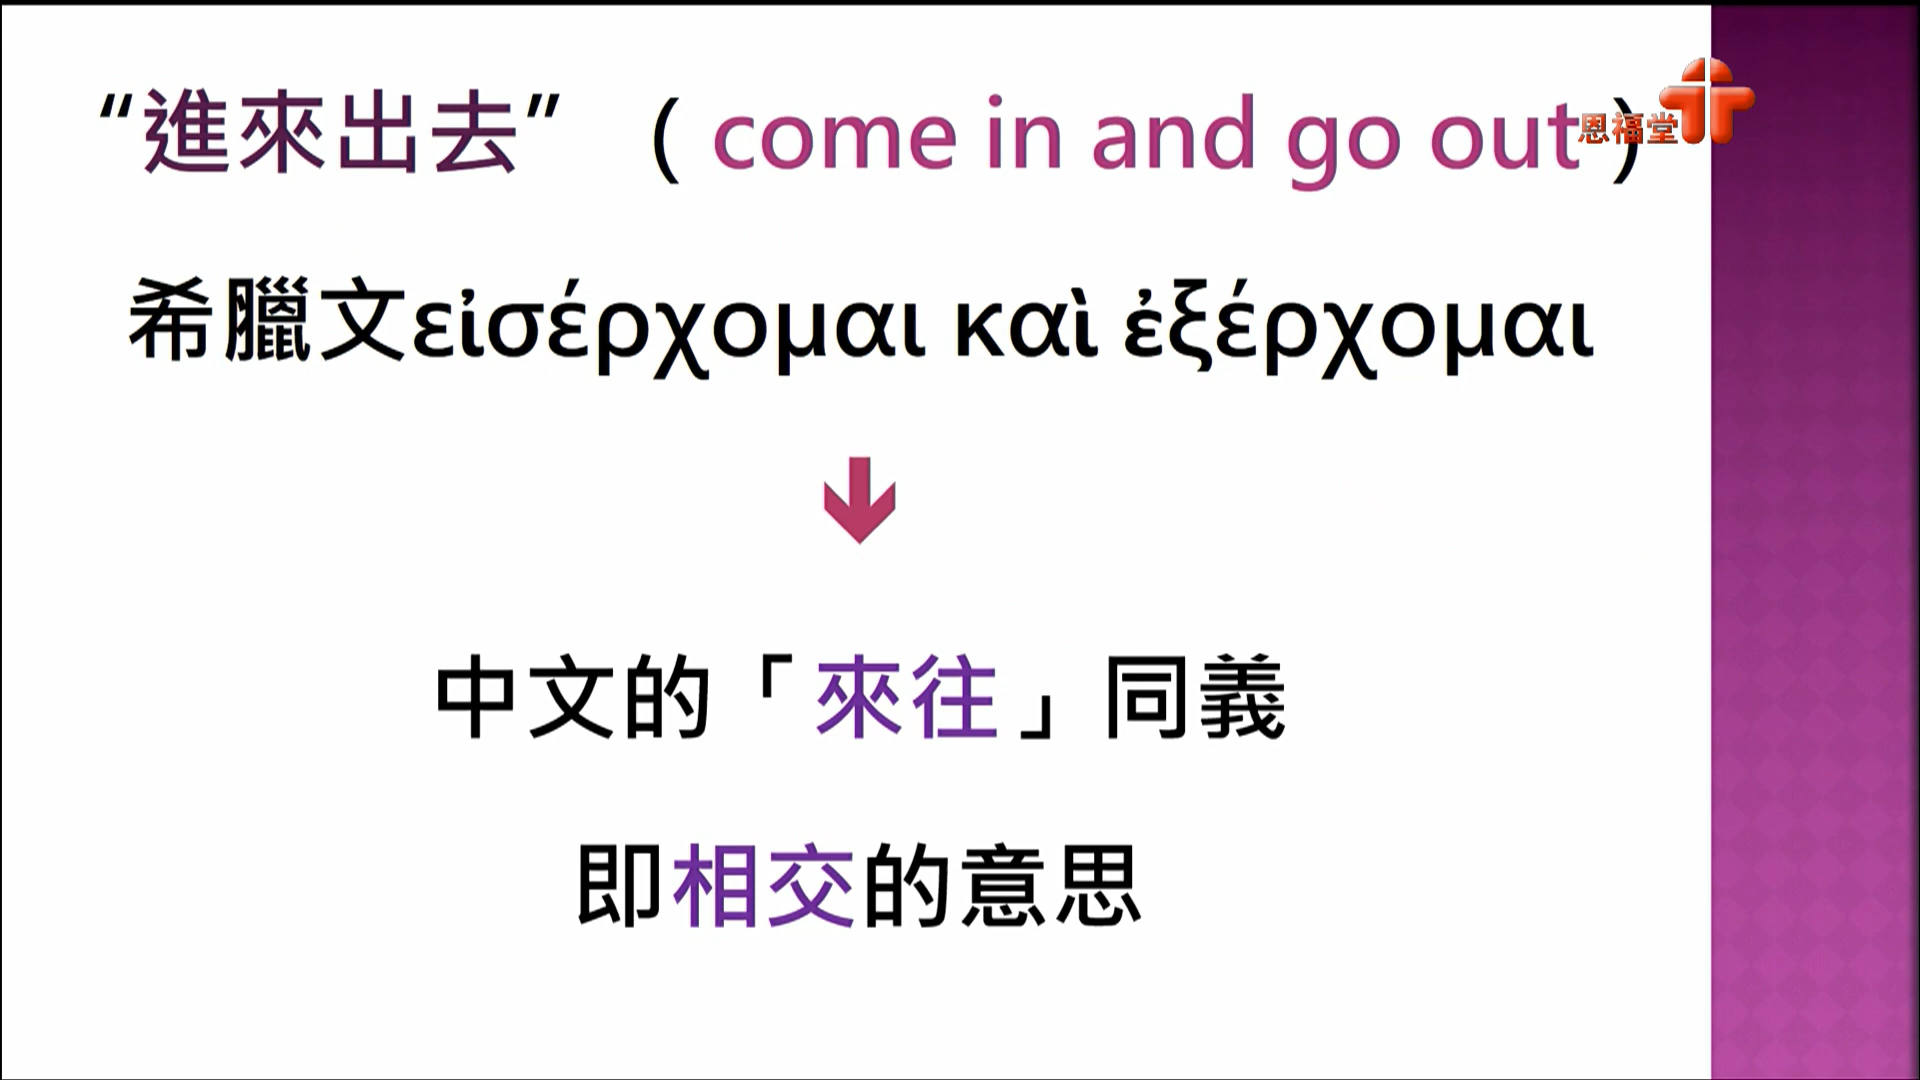 “進來出去” ( come in and go out )
恩福堂
希臘文εἰσέρχομαι καὶ ἐξέρχομαι
中文的「來往」同義
即相交的意思